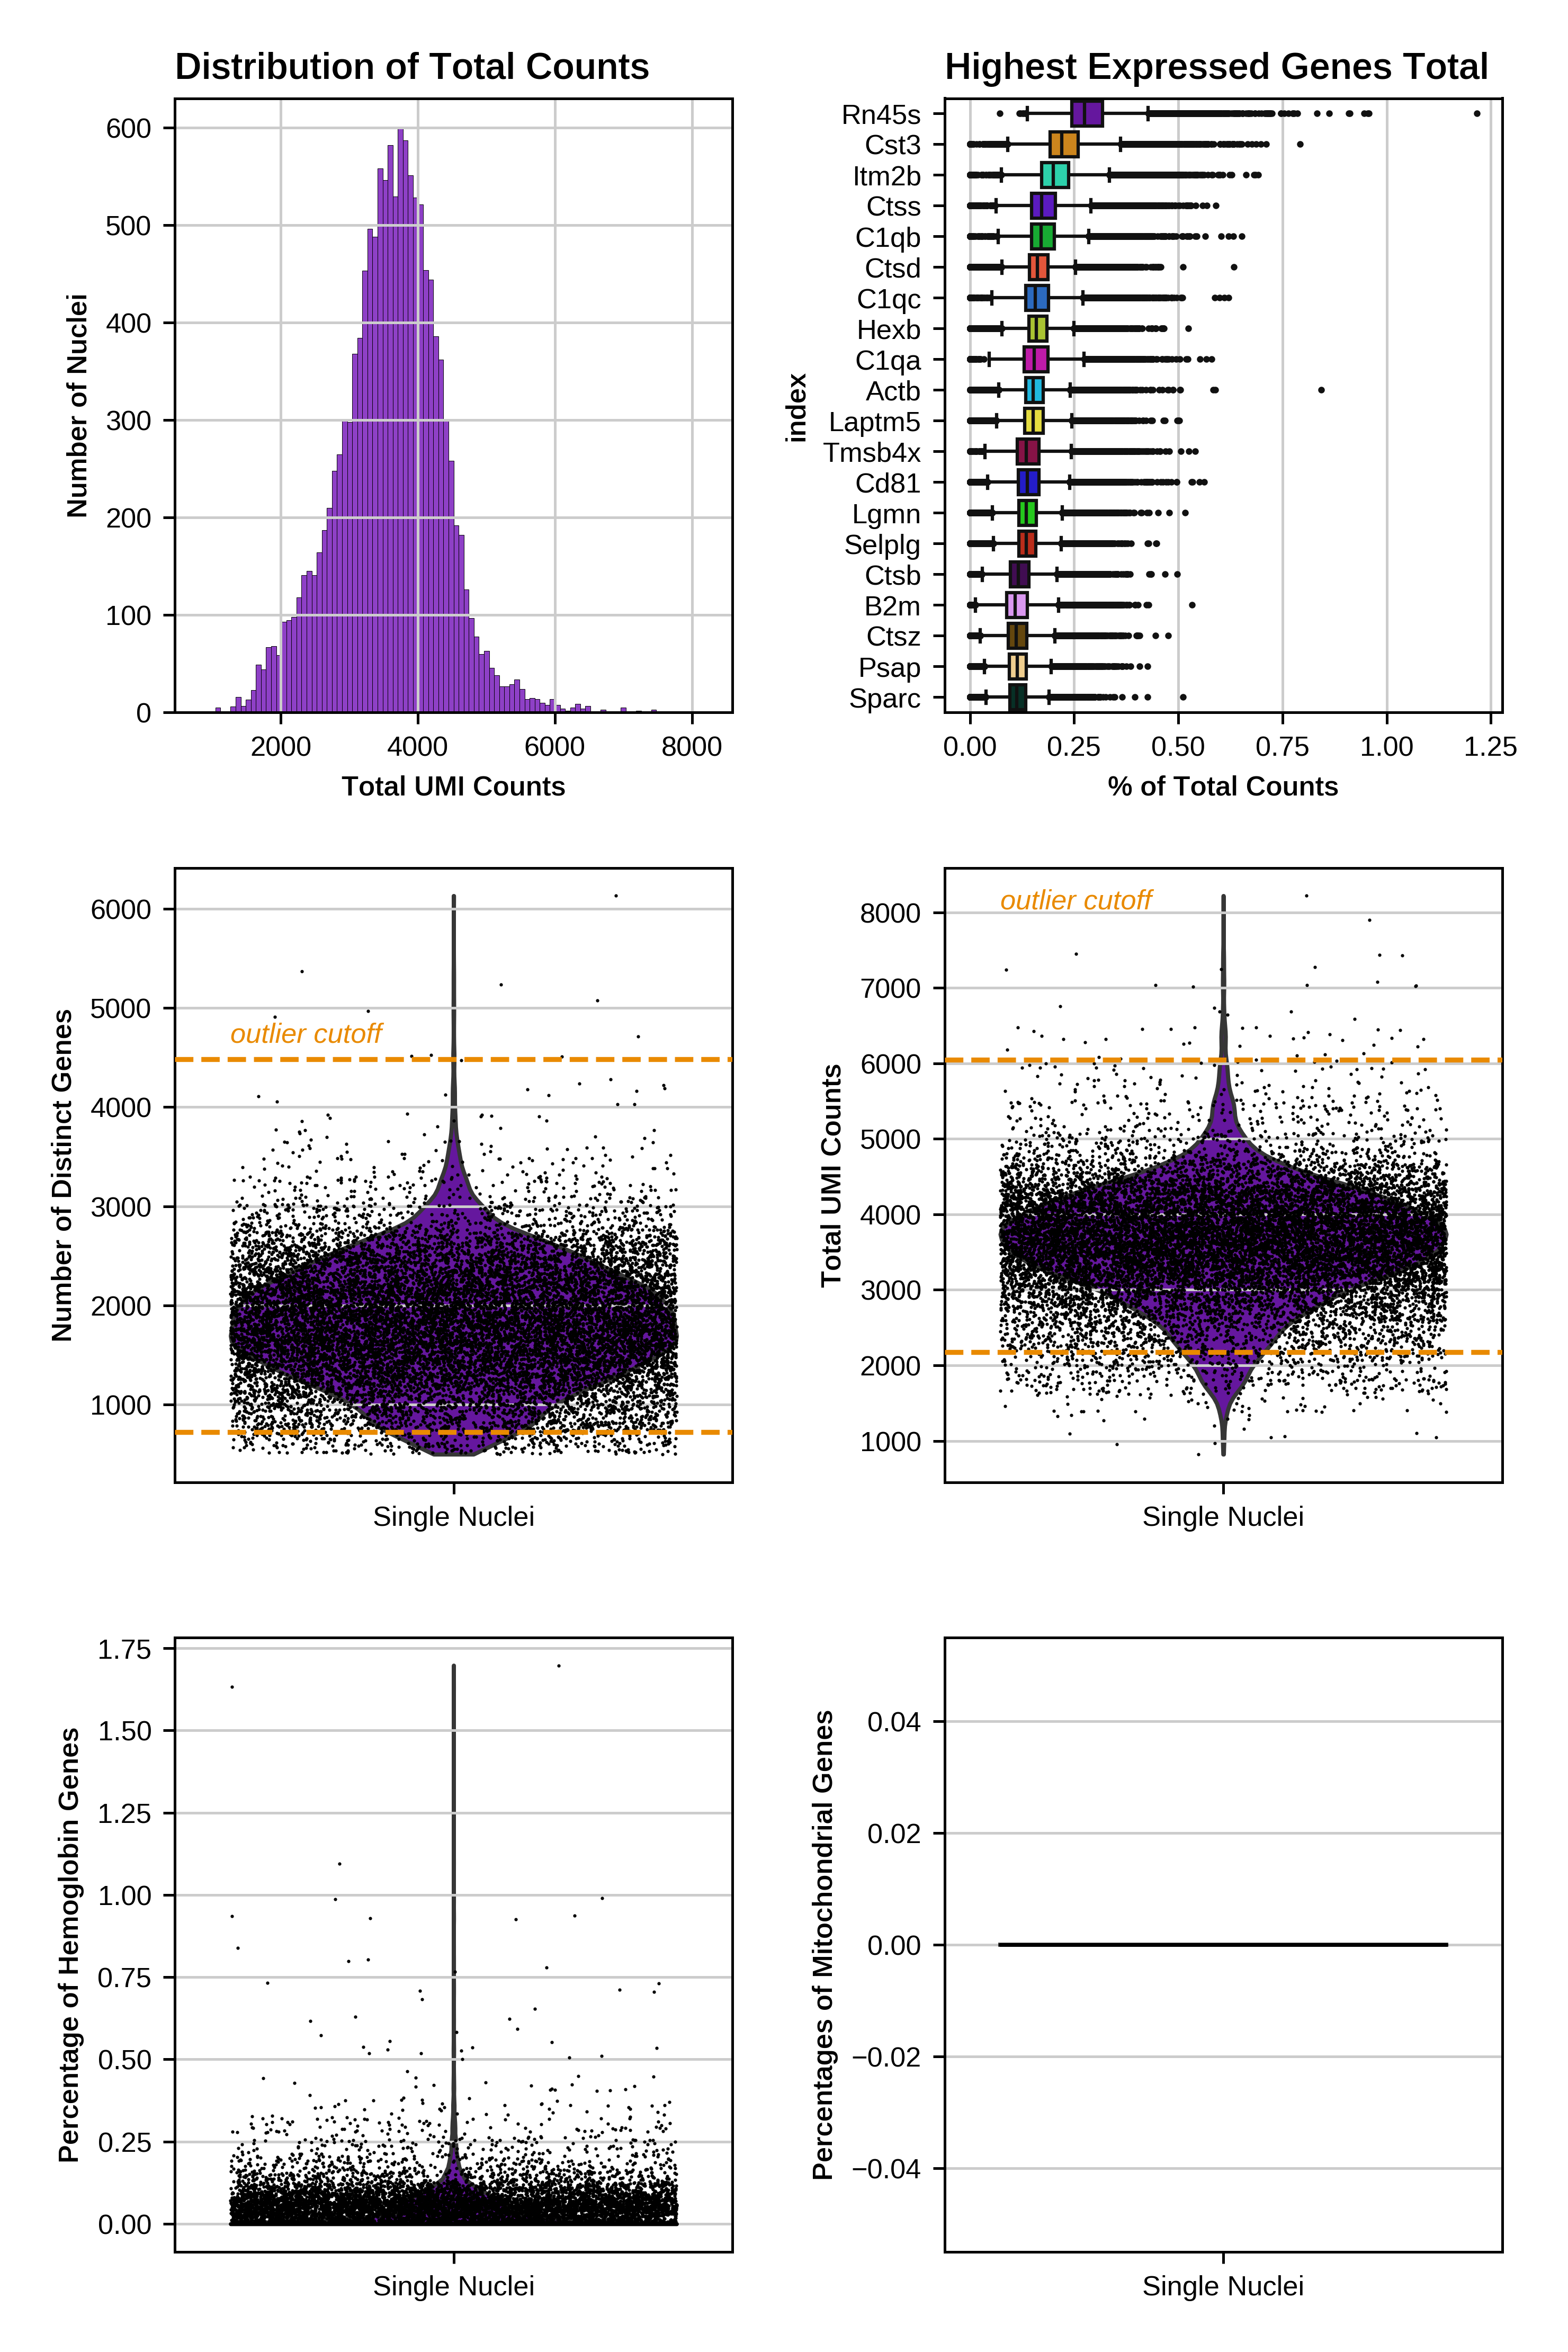 Distribution of Total Counts
Number of Nuclei
600
500
400
300
200
100
0
2000 4000 6000 8000
Total UMI Counts
Highest Expressed Genes Total
index
Rn45s
Cst3
Itm2b
Ctss
C1qb
Ctsd
C1qc
Hexb
C1qa
Actb
Laptm5
Tmsb4x
Cd81
Lgmn
Selplg
Ctsb
B2m
Ctsz
Psap
Sparc
0.00 0.25 0.50 0.75 1.00 1.25
% of Total Counts
Number of Distinct Genes
6000
5000
outlier cutoff
4000
3000
2000
1000
Single Nuclei
Total UMI Counts
outlier cutoff
8000
7000
6000
5000
4000
3000
2000
1000
Single Nuclei
Percentage of Hemoglobin Genes
1.75
1.50
1.25
1.00
0.75
0.50
0.25
0.00
Single Nuclei
Percentages of Mitochondrial Genes
0.04
0.02
0.00
−0.02
−0.04
Single Nuclei